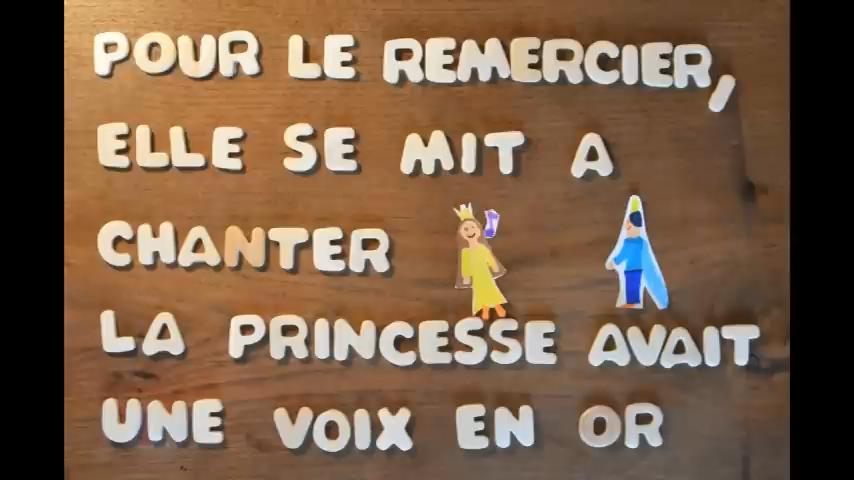 POUR LE REMERCIER,
ELLE SE MIT A
CHANTER
LA PRINCESSE AVAIT
UNE VOIX EN OR